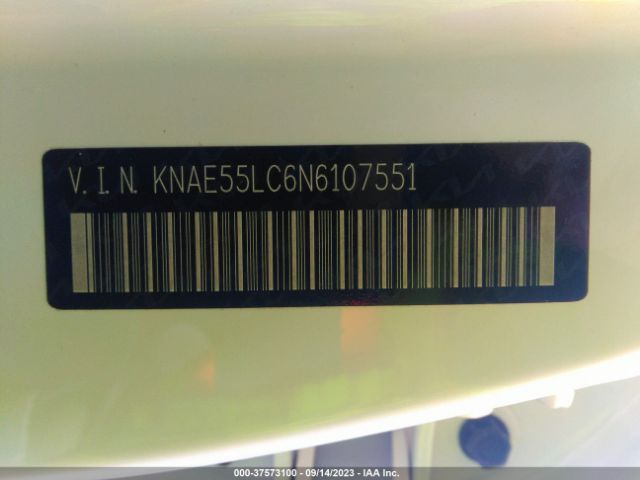 V.I.N. KNAE55LC6N6107551
000-37573100 - 09/14/2023 - IAA Inc.